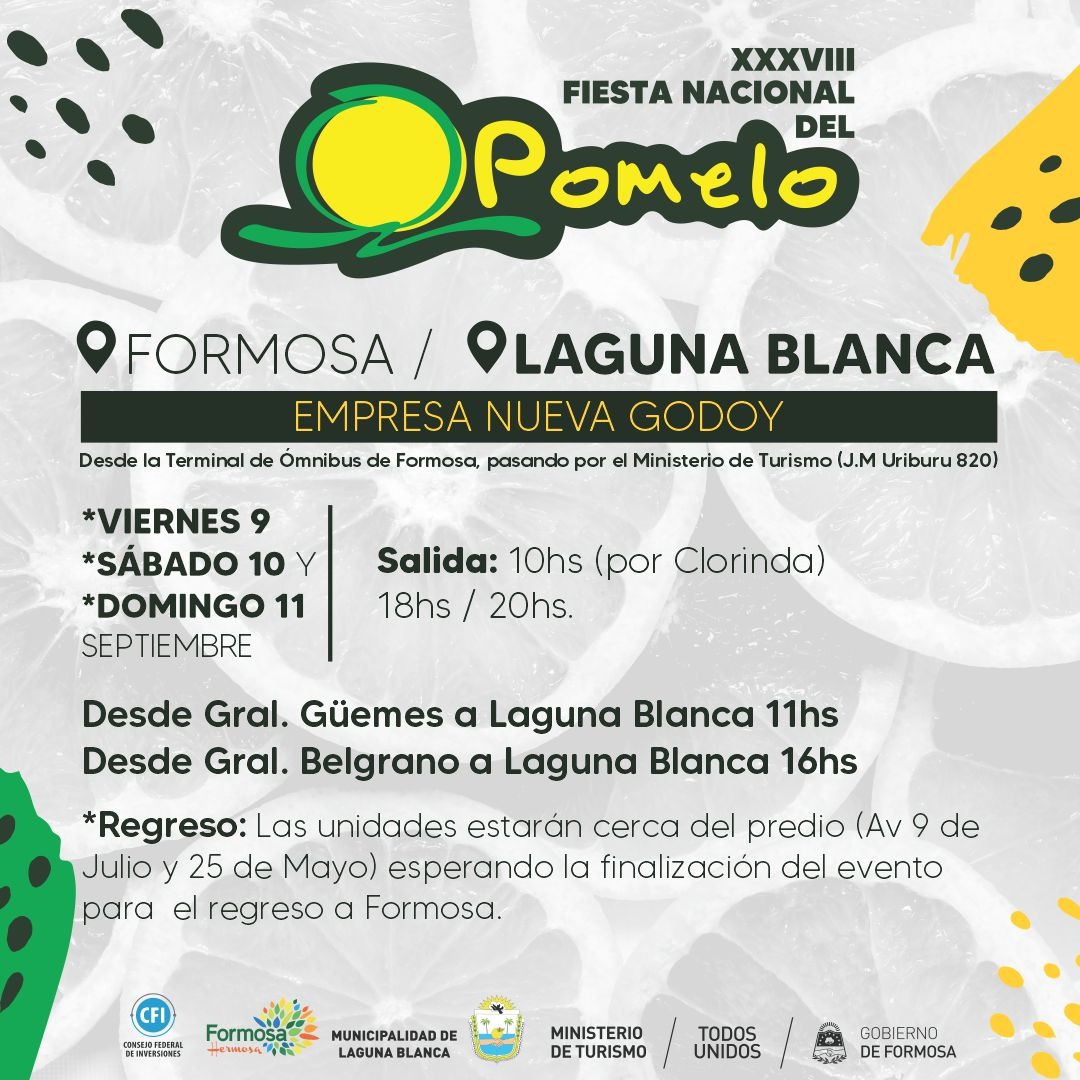 XXXVIII
FIESTA NACIONAL
DEL
Pomelo
FORMOSA / LAGUNA BLANCA
EMPRESA NUEVA GODOY
Desde la Terminal de Ómnibus de Formosa, pasando por el Ministerio de Turismo (J.M Uriburu 820)
*VIERNES 9
*SÁBADO 10 Y
*DOMINGO 11
SEPTIEMBRE
Salida: 10hs (por Clorinda)
18hs / 20hs.
Desde Gral. Güemes a Laguna Blanca 11hs
Desde Gral. Belgrano a Laguna Blanca 16hs
*Regreso: Las unidades estarán cerca del predio (Av 9 de
Julio y 25 de Mayo) esperando la finalización del evento
para el regreso a Formosa.
CFI
CONSEJO FEDERAL
DE INVERSIONES
Formosa
Hermosa
MUNICIPALIDAD DE
LAGUNA BLANCA
MINISTERIO
DE TURISMO
TODOS
UNIDOS
GOBIERNO
DE FORMOSA